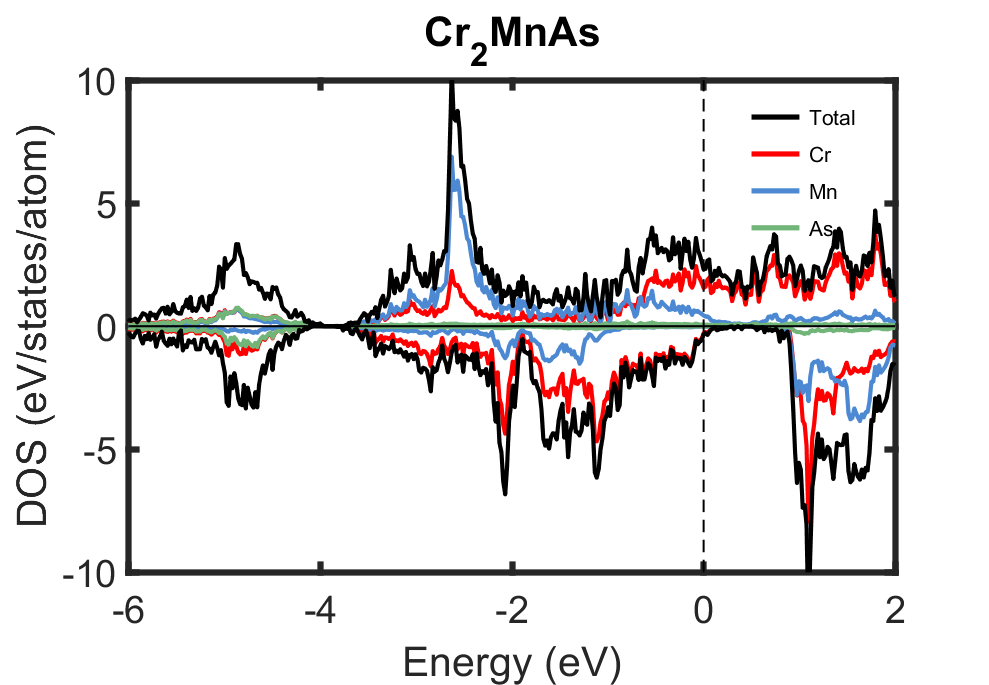 Cr₂MnAs
10
5
0
-5
-10
DOS (eV/states/atom)
Total
Cr
Mn
As
-6 -4 -2 0 2
Energy (eV)